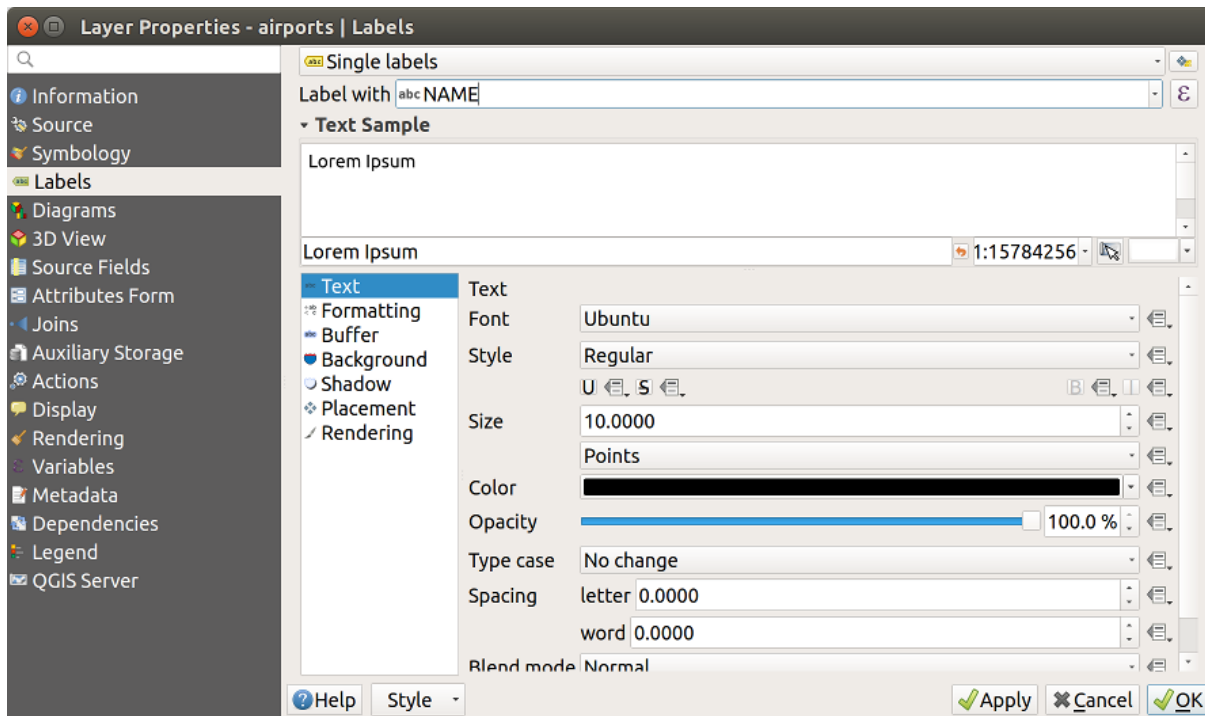 Layer Properties - airports | Labels
Single labels
Information
Label with abc NAME
ε
Source
Text Sample
Symbology
Lorem Ipsum
Labels
Diagrams
3D View
Lorem Ipsum
1:15784256
Source Fields
Attributes Form
Joins
Auxiliary Storage
Actions
Display
Rendering
Variables
Metadata
Dependencies
Legend
QGIS Server
Text
Formatting
Buffer
Background
Shadow
Placement
Rendering
Text
Font Ubuntu
Style Regular
U S B I
Size 10.0000
Points
Color
Opacity 100.0 %
Type case No change
Spacing letter 0.0000
word 0.0000
Blend mode Normal
Help Style Apply Cancel OK